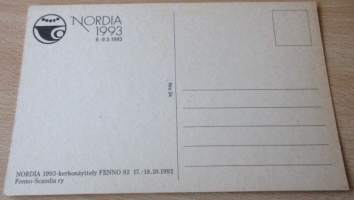 NORDIA
1993
6.-9.5.1993
NORDIA 1993-kerhonäyttely FENNO 92 17.-18.10.1992
Fenno-Scandia ry